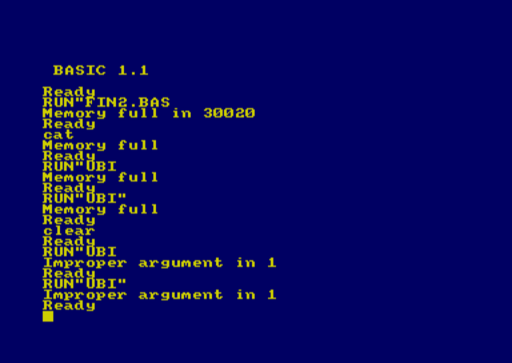 BASIC 1.1
Ready
RUN"FIN2.BAS
Memory full in 30020
Ready
cat
Memory full
Ready
RUN"UBI
Memory full
Ready
RUN"UBI"
Memory full
Ready
clear
Ready
RUN"UBI
Improper argument in 1
Ready
RUN"UBI"
Improper argument in 1
Ready